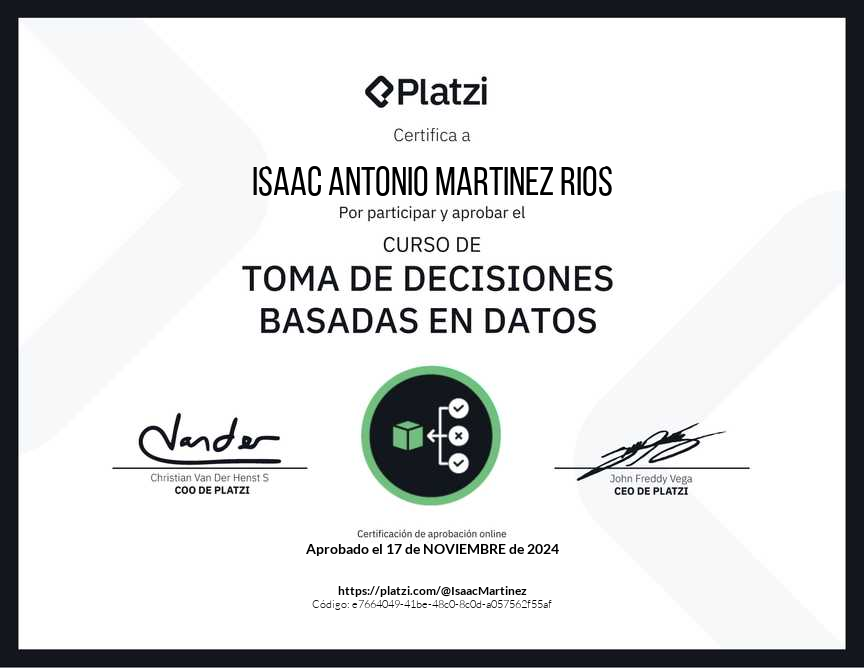 Platzi
Certifica a
ISAAC ANTONIO MARTINEZ RIOS
Por participar y aprobar el
CURSO DE
TOMA DE DECISIONES
BASADAS EN DATOS
Vander
Christian Van Der Henst S
COO DE PLATZI
John Freddy Vega
CEO DE PLATZI
Certificación de aprobación online
Aprobado el 17 de NOVIEMBRE de 2024
https://platzi.com/@IsaacMartinez
Código: e7664049-41be-48c0-8c0d-a057562f55af